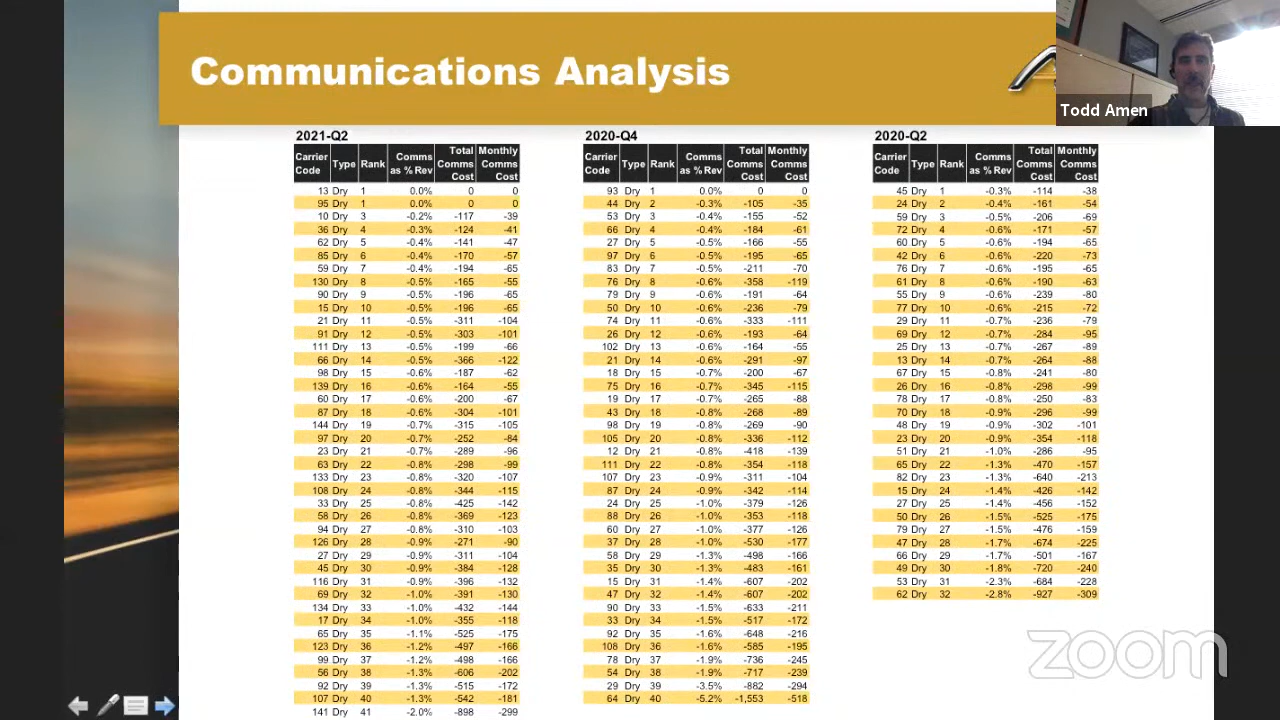 Communications Analysis
Todd Amen
2021-Q2
Carrier Code Type Rank Comms as % Rev Total Comms Cost Monthly Comms Cost
13 Dry 1 0.0% 0 0
95 Dry 1 0.0% 0 0
10 Dry 3 -0.2% -117 -39
36 Dry 4 -0.3% -124 -41
62 Dry 5 -0.4% -141 -47
85 Dry 6 -0.4% -170 -57
59 Dry 7 -0.4% -194 -65
130 Dry 8 -0.5% -165 -55
90 Dry 9 -0.5% -196 -65
15 Dry 10 -0.5% -196 -65
21 Dry 11 -0.5% -311 -104
91 Dry 12 -0.5% -303 -101
111 Dry 13 -0.5% -199 -66
66 Dry 14 -0.5% -366 -122
98 Dry 15 -0.6% -187 -62
139 Dry 16 -0.6% -164 -55
60 Dry 17 -0.6% -200 -67
87 Dry 18 -0.6% -304 -101
144 Dry 19 -0.7% -315 -105
97 Dry 20 -0.7% -252 -84
23 Dry 21 -0.7% -289 -96
63 Dry 22 -0.8% -298 -99
133 Dry 23 -0.8% -320 -107
108 Dry 24 -0.8% -344 -115
33 Dry 25 -0.8% -425 -142
58 Dry 26 -0.8% -369 -123
94 Dry 27 -0.8% -310 -103
126 Dry 28 -0.9% -271 -90
27 Dry 29 -0.9% -311 -104
45 Dry 30 -0.9% -384 -128
116 Dry 31 -0.9% -396 -132
69 Dry 32 -1.0% -391 -130
134 Dry 33 -1.0% -432 -144
17 Dry 34 -1.0% -355 -118
65 Dry 35 -1.1% -525 -175
123 Dry 36 -1.2% -497 -166
99 Dry 37 -1.2% -498 -166
56 Dry 38 -1.3% -606 -202
92 Dry 39 -1.3% -515 -172
107 Dry 40 -1.3% -542 -181
141 Dry 41 -2.0% -898 -299
2020-Q4
Carrier Code Type Rank Comms as % Rev Total Comms Cost Monthly Comms Cost
93 Dry 1 0.0% 0 0
44 Dry 2 -0.3% -105 -35
53 Dry 3 -0.4% -155 -52
66 Dry 4 -0.4% -184 -61
27 Dry 5 -0.5% -166 -55
97 Dry 6 -0.5% -195 -65
83 Dry 7 -0.5% -211 -70
76 Dry 8 -0.6% -358 -119
79 Dry 9 -0.6% -191 -64
50 Dry 10 -0.6% -236 -79
74 Dry 11 -0.6% -333 -111
26 Dry 12 -0.6% -193 -64
102 Dry 13 -0.6% -164 -55
21 Dry 14 -0.6% -291 -97
18 Dry 15 -0.7% -200 -67
75 Dry 16 -0.7% -345 -115
19 Dry 17 -0.7% -265 -88
43 Dry 18 -0.8% -268 -89
98 Dry 19 -0.8% -269 -90
105 Dry 20 -0.8% -336 -112
12 Dry 21 -0.8% -418 -139
111 Dry 22 -0.8% -354 -118
107 Dry 23 -0.9% -311 -104
87 Dry 24 -0.9% -342 -114
24 Dry 25 -1.0% -379 -126
88 Dry 26 -1.0% -353 -118
60 Dry 27 -1.0% -377 -126
37 Dry 28 -1.0% -530 -177
58 Dry 29 -1.3% -498 -166
35 Dry 30 -1.3% -483 -161
15 Dry 31 -1.4% -607 -202
47 Dry 32 -1.4% -607 -202
90 Dry 33 -1.5% -633 -211
33 Dry 34 -1.5% -517 -172
92 Dry 35 -1.6% -648 -216
108 Dry 36 -1.6% -585 -195
78 Dry 37 -1.9% -736 -245
54 Dry 38 -1.9% -717 -239
29 Dry 39 -3.5% -882 -294
64 Dry 40 -5.2% -1,553 -518
2020-Q2
Carrier Code Type Rank Comms as % Rev Total Comms Cost Monthly Comms Cost
45 Dry 1 -0.3% -114 -38
24 Dry 2 -0.4% -161 -54
59 Dry 3 -0.5% -206 -69
72 Dry 4 -0.6% -171 -57
60 Dry 5 -0.6% -194 -65
42 Dry 6 -0.6% -220 -73
76 Dry 7 -0.6% -195 -65
61 Dry 8 -0.6% -190 -63
55 Dry 9 -0.6% -239 -80
77 Dry 10 -0.6% -215 -72
29 Dry 11 -0.7% -236 -79
69 Dry 12 -0.7% -284 -95
25 Dry 13 -0.7% -267 -89
13 Dry 14 -0.7% -264 -88
67 Dry 15 -0.8% -241 -80
26 Dry 16 -0.8% -298 -99
78 Dry 17 -0.8% -250 -83
70 Dry 18 -0.9% -296 -99
48 Dry 19 -0.9% -302 -101
23 Dry 20 -0.9% -354 -118
51 Dry 21 -1.0% -286 -95
65 Dry 22 -1.3% -470 -157
82 Dry 23 -1.3% -640 -213
15 Dry 24 -1.4% -426 -142
27 Dry 25 -1.4% -456 -152
50 Dry 26 -1.5% -525 -175
79 Dry 27 -1.5% -476 -159
47 Dry 28 -1.7% -674 -225
66 Dry 29 -1.7% -501 -167
49 Dry 30 -1.8% -720 -240
53 Dry 31 -2.3% -684 -228
62 Dry 32 -2.8% -927 -309
zoom